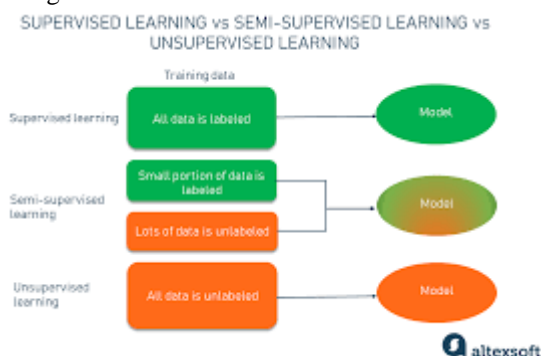 SUPERVISED LEARNING vs SEMI-SUPERVISED LEARNING vs
UNSUPERVISED LEARNING
Training data
Supervised learning
All data is labeled
Model
Semi-supervised
learning
Small portion of data is
labeled
Lots of data is unlabeled
Model
Unsupervised
learning
All data is unlabeled
Model
altexsoft